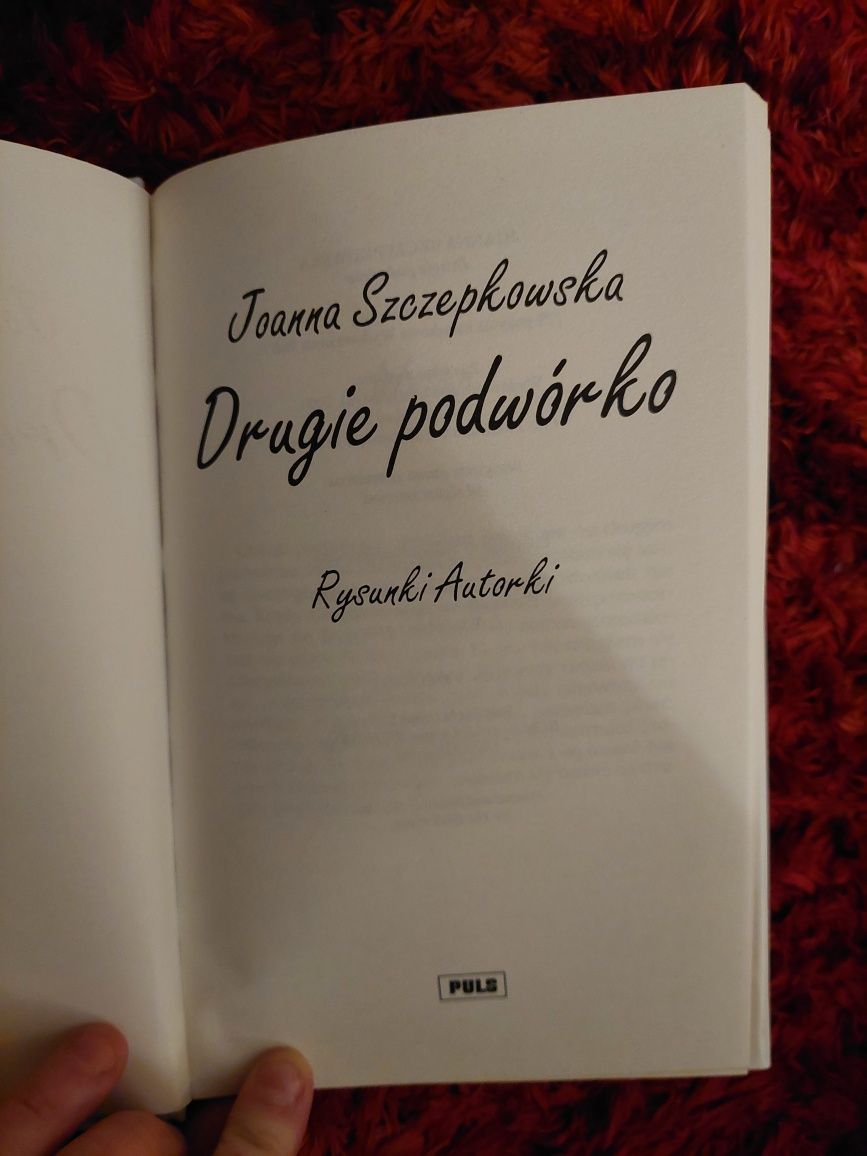 Joanna Szczepkowska
Drugie podwórko
Rysunki Autorki
PULS